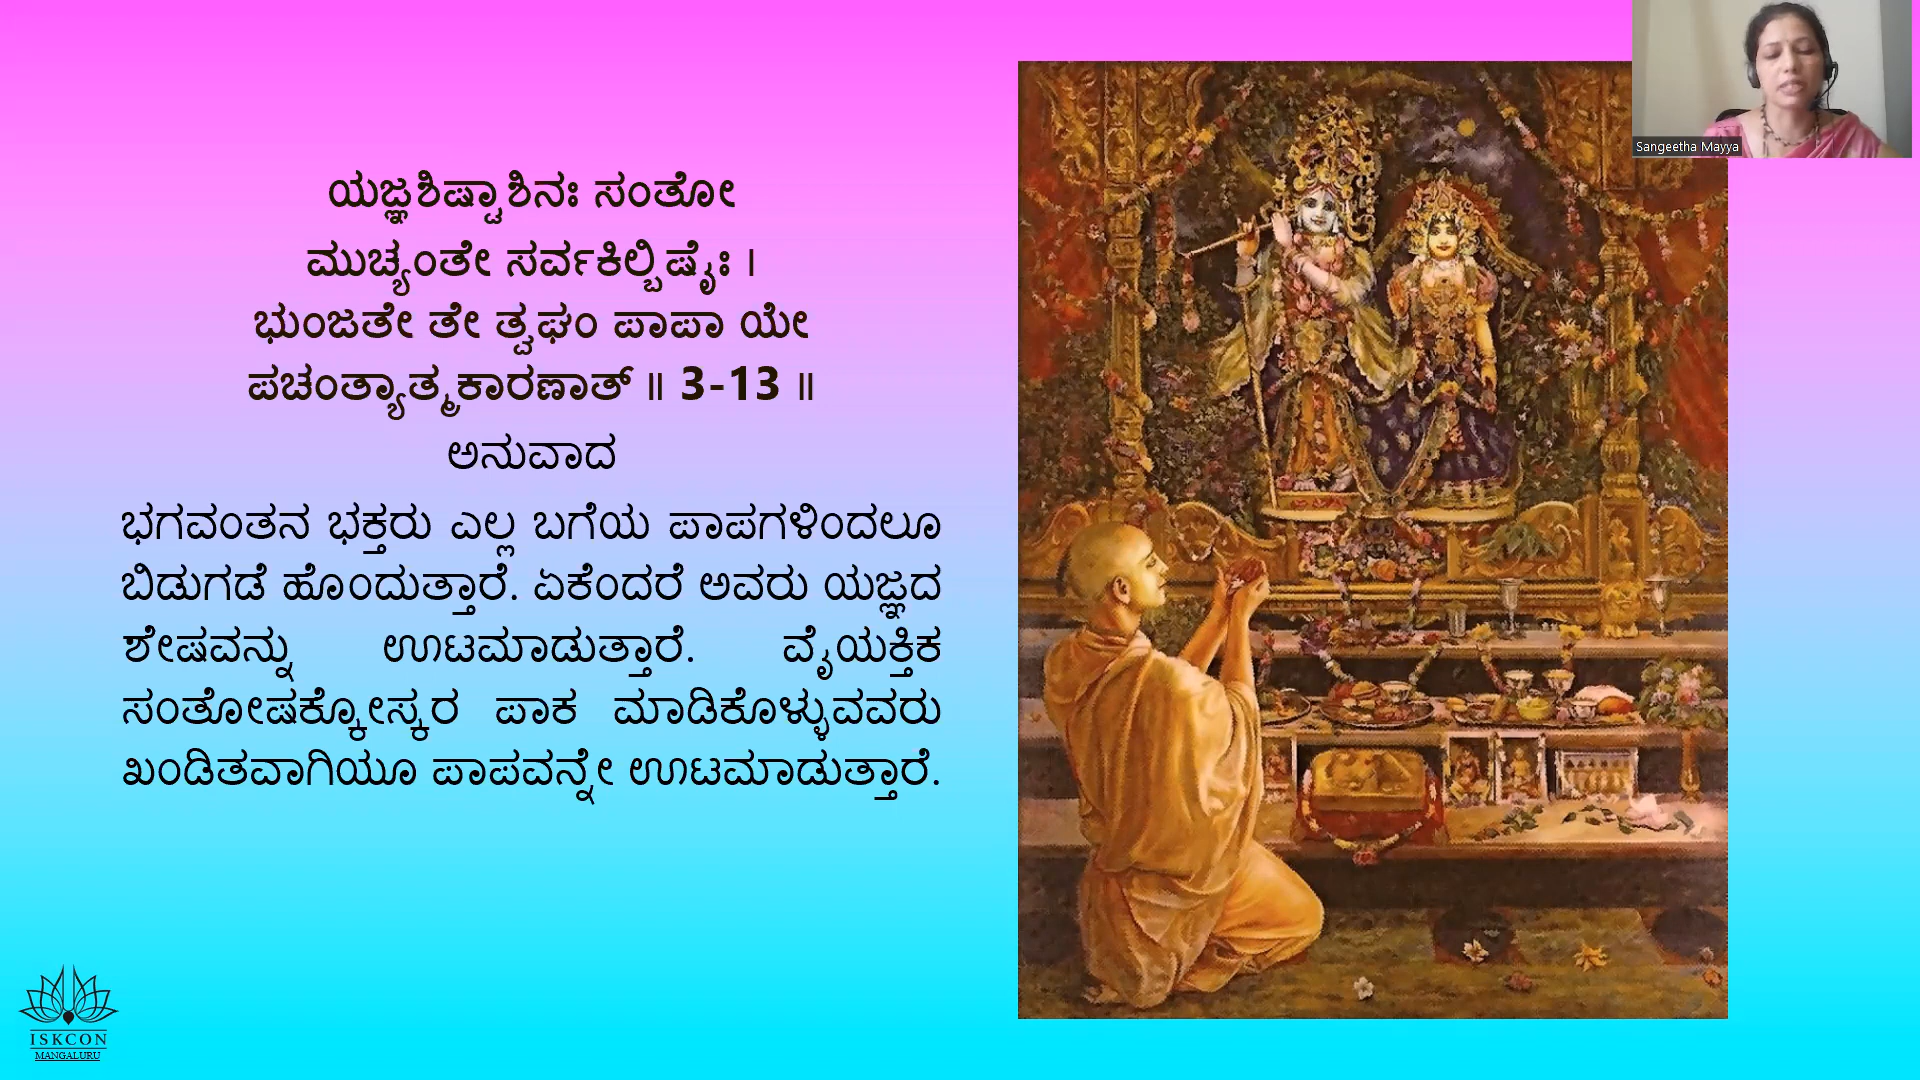 ಯಜ್ಞಶಿಷ್ಟಾಶಿನಃ ಸಂತೋ
ಮುಚ್ಯಂತೇ ಸರ್ವಕಿಲ್ಬಿಷೈಃ ।
ಭುಂಜತೇ ತೇ ತ್ವಘಂ ಪಾಪಾ ಯೇ
ಪಚಂತ್ಯಾತ್ಮಕಾರಣಾತ್ ॥ 3-13 ॥
ಅನುವಾದ
ಭಗವಂತನ ಭಕ್ತರು ಎಲ್ಲ ಬಗೆಯ ಪಾಪಗಳಿಂದಲೂ
ಬಿಡುಗಡೆ ಹೊಂದುತ್ತಾರೆ. ಏಕೆಂದರೆ ಅವರು ಯಜ್ಞದ
ಶೇಷವನ್ನು ಊಟಮಾಡುತ್ತಾರೆ. ವೈಯಕ್ತಿಕ
ಸಂತೋಷಕ್ಕೋಸ್ಕರ ಪಾಕ ಮಾಡಿಕೊಳ್ಳುವವರು
ಖಂಡಿತವಾಗಿಯೂ ಪಾಪವನ್ನೇ ಊಟಮಾಡುತ್ತಾರೆ.
Sangeetha Mayya
ISKCON
MANGALURU